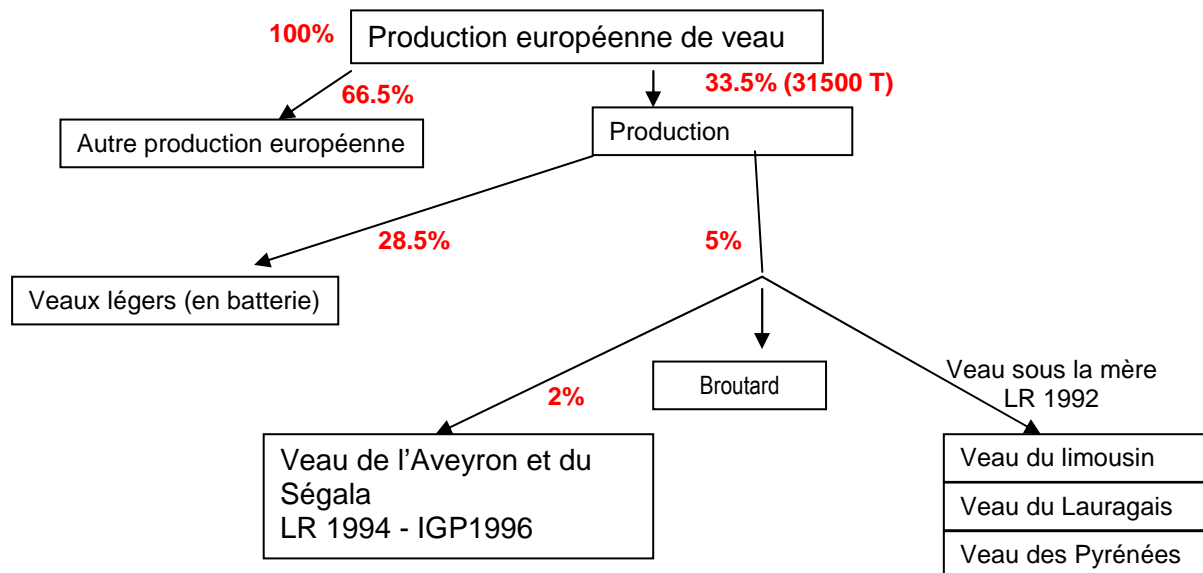 100%
Production européenne de veau
66.5%
33.5% (31500 T)
Autre production européenne
Production
28.5%
5%
Veaux légers (en batterie)
Broutard
Veau sous la mère
LR 1992
2%
Veau de l'Aveyron et du
Ségala
LR 1994 - IGP1996
Veau du limousin
Veau du Lauragais
Veau des Pyrénées